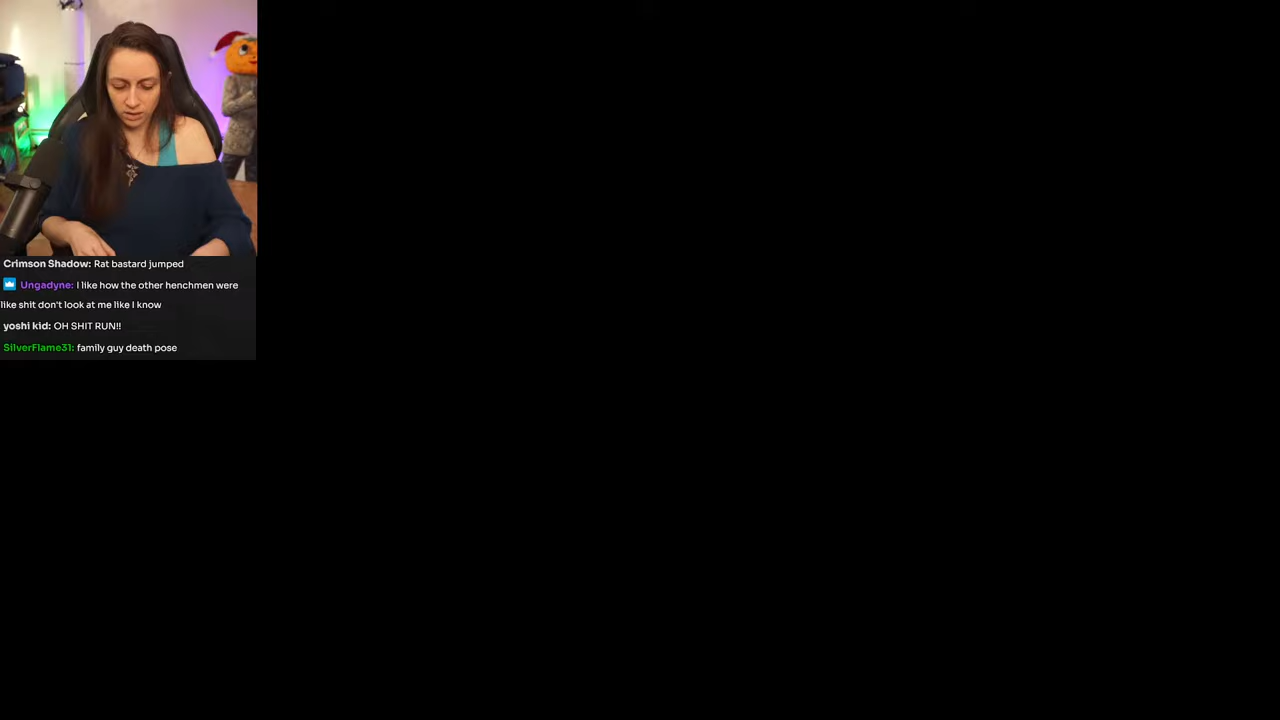 Crimson Shadow: Rat bastard jumped
Ungadyne: I like how the other henchmen were
like shit don't look at me like I know
yoshi kid: OH SHIT RUN!!
SilverFlame31: family guy death pose